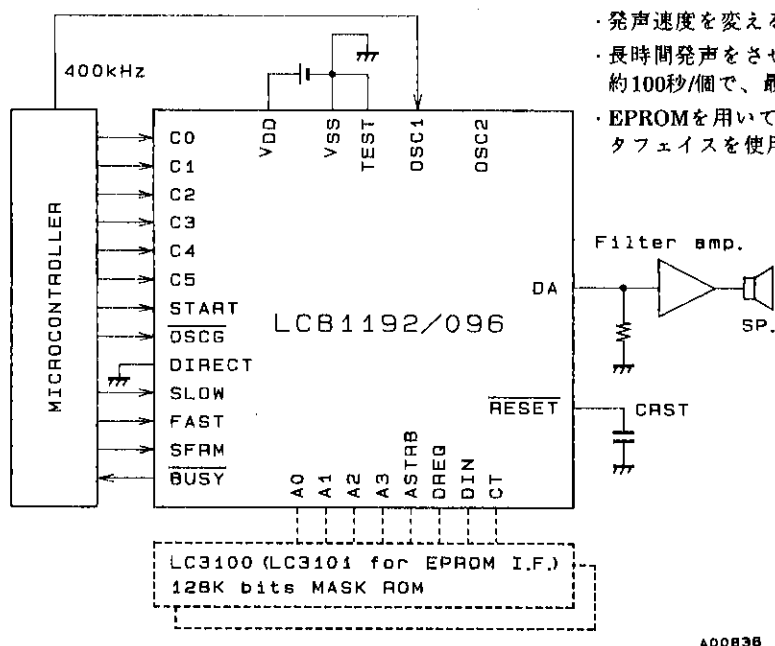 ・発声速度を変える
・長時間発声をさせ
約100秒/個で、最
・EPROMを用いて
タフェイスを使用
400kHz
VDD
VSS
TEST
OSC1
OSC2
MICROCONTROLLER
C0
C1
C2
C3
C4
C5
START
OSCG
DIRECT
SLOW
FAST
SFRM
BUSY
LC81192/096
DA
Filter amp.
SP.
RESET
CRST
A0
A1
A2
A3
ASTRB
DREQ
DIN
CT
LC3100 (LC3101 for EPROM I.F.)
128K bits MASK ROM
A00836